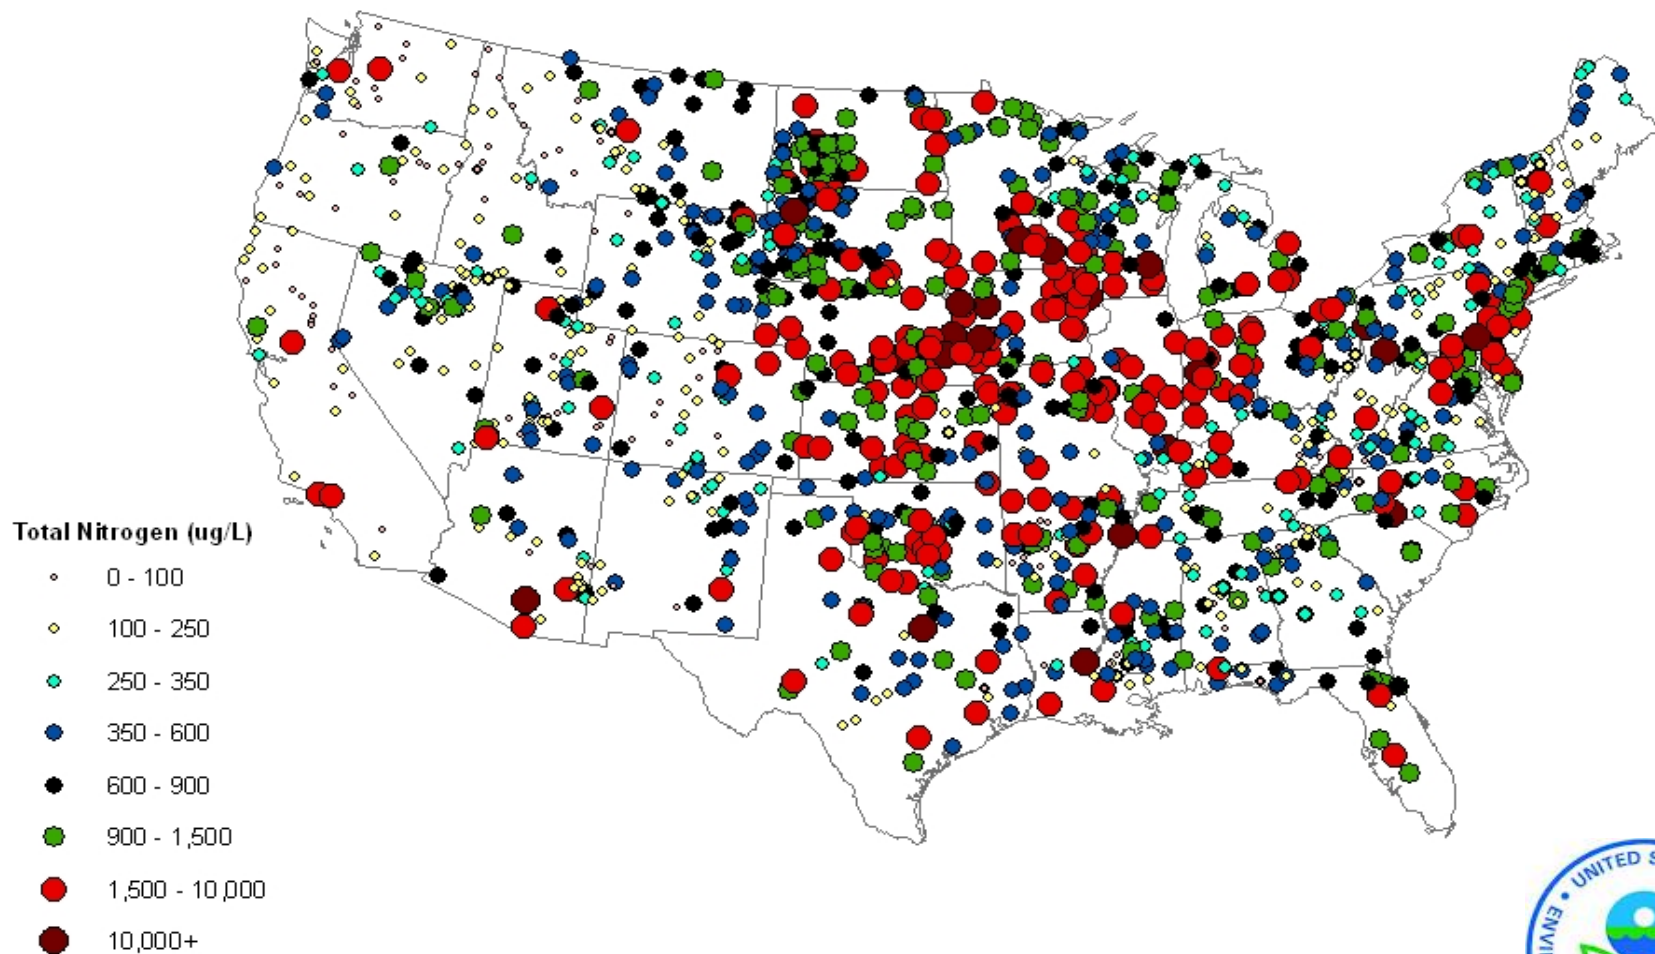 Total Nitrogen (ug/L)
0 - 100
100 - 250
250 - 350
350 - 600
600 - 900
900 - 1,500
1,500 - 10,000
10,000+
UNITED